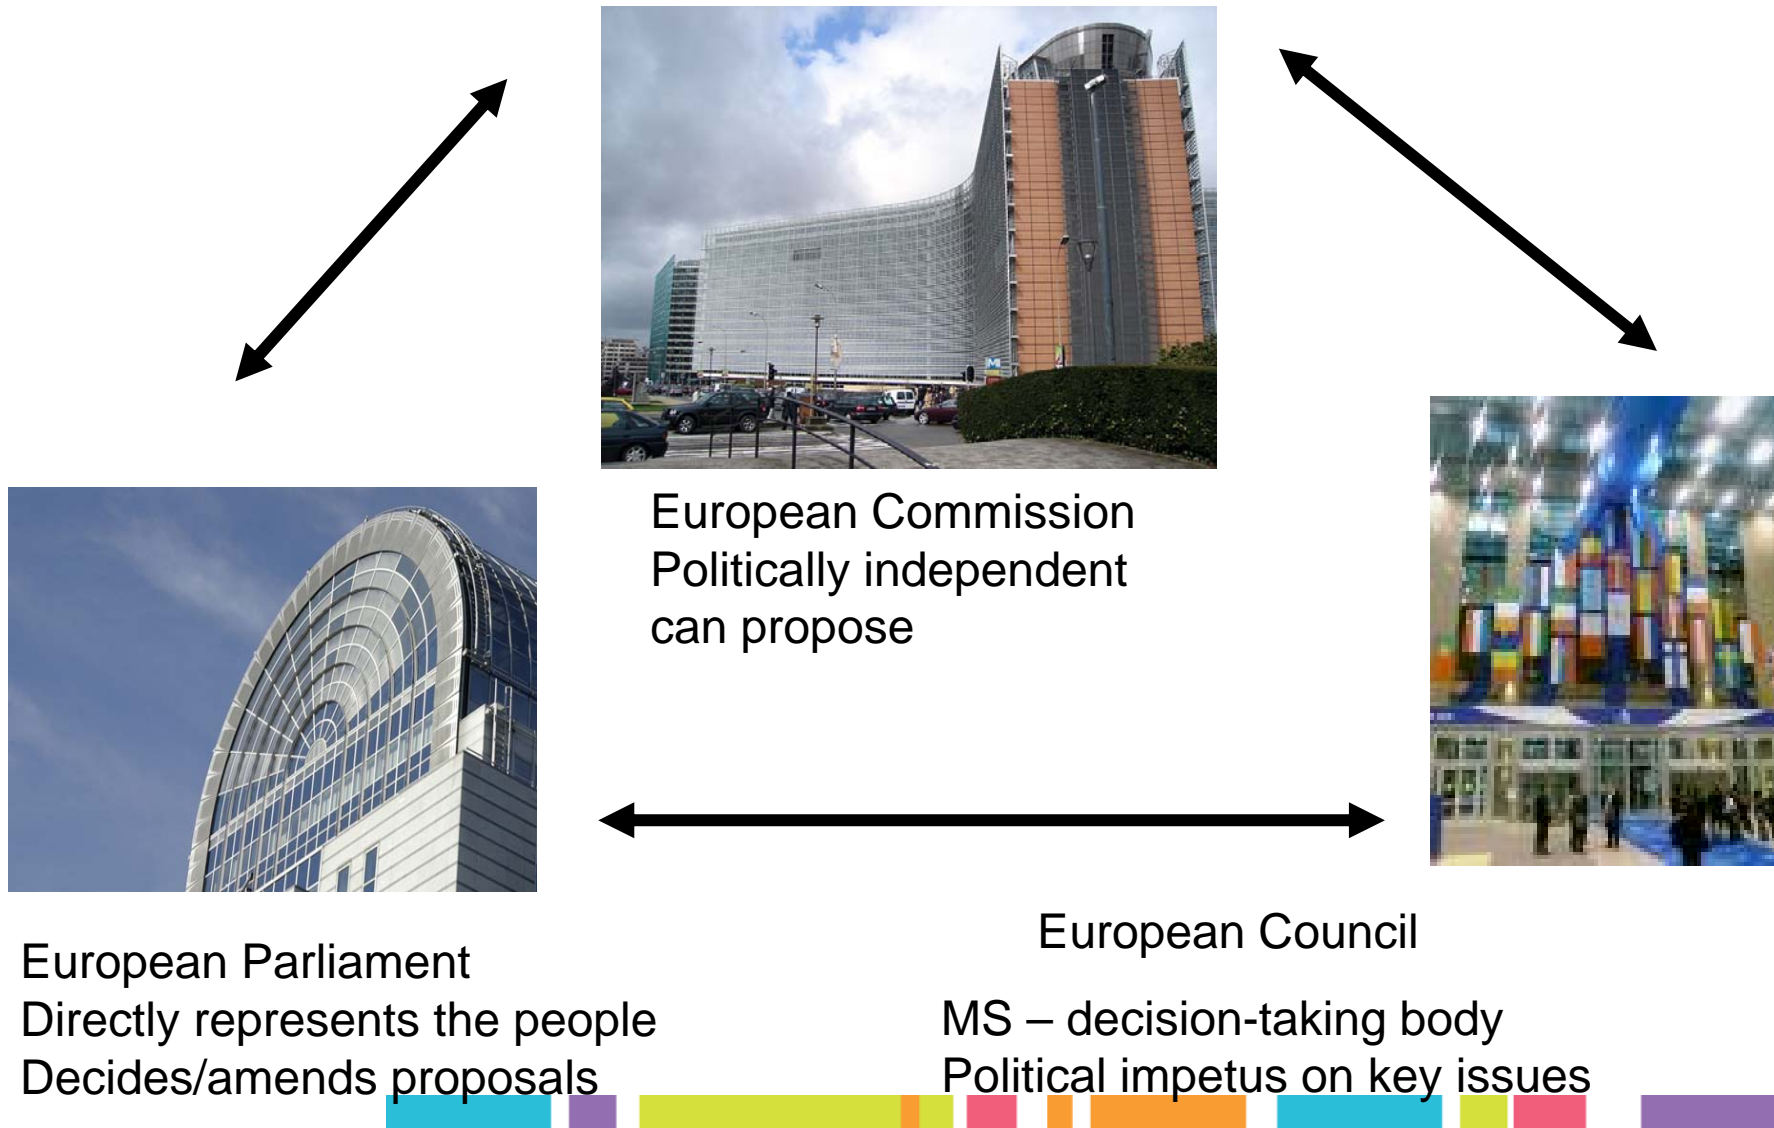 European Commission
Politically independent
can propose
European Parliament
Directly represents the people
Decides/amends proposals
European Council
MS – decision-taking body
Political impetus on key issues